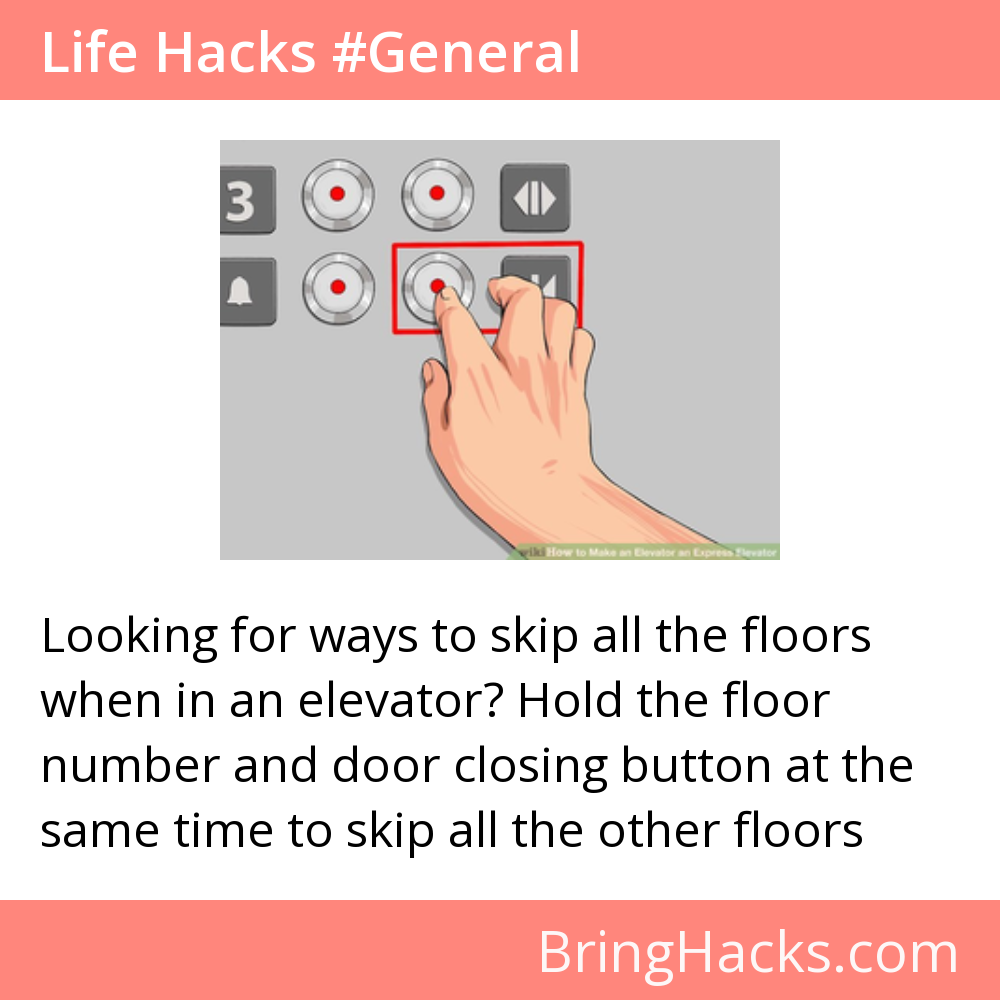 Life Hacks #General
3
wikiHow to Make an Elevator an Express Elevator
Looking for ways to skip all the floors
when in an elevator? Hold the floor
number and door closing button at the
same time to skip all the other floors
BringHacks.com